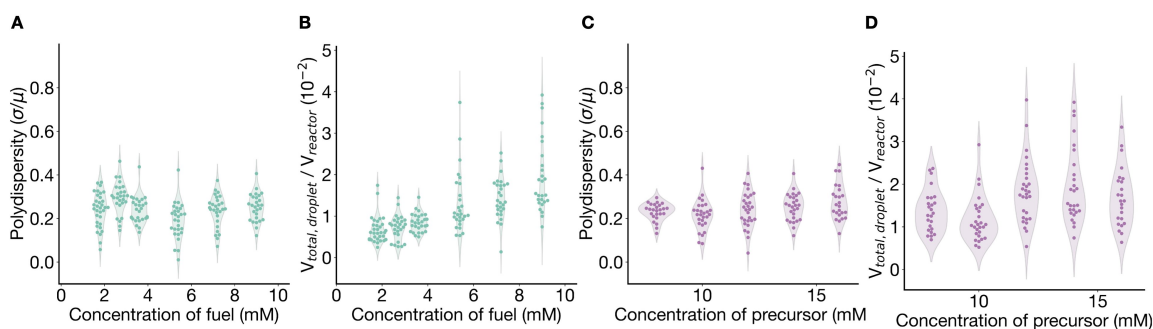 A
B
C
D
Polydispersity (σ/μ)
0.8
0.6
0.4
0.2
0.0
0 2 4 6 8 10
Concentration of fuel (mM)
V_total, droplet / V_reactor (10⁻²)
5
4
3
2
1
0
0 2 4 6 8 10
Concentration of fuel (mM)
Polydispersity (σ/μ)
0.8
0.6
0.4
0.2
0.0
10 15
Concentration of precursor (mM
V_total, droplet / V_reactor (10⁻²)
5
4
3
2
1
0
10 15
Concentration of precursor (mM)